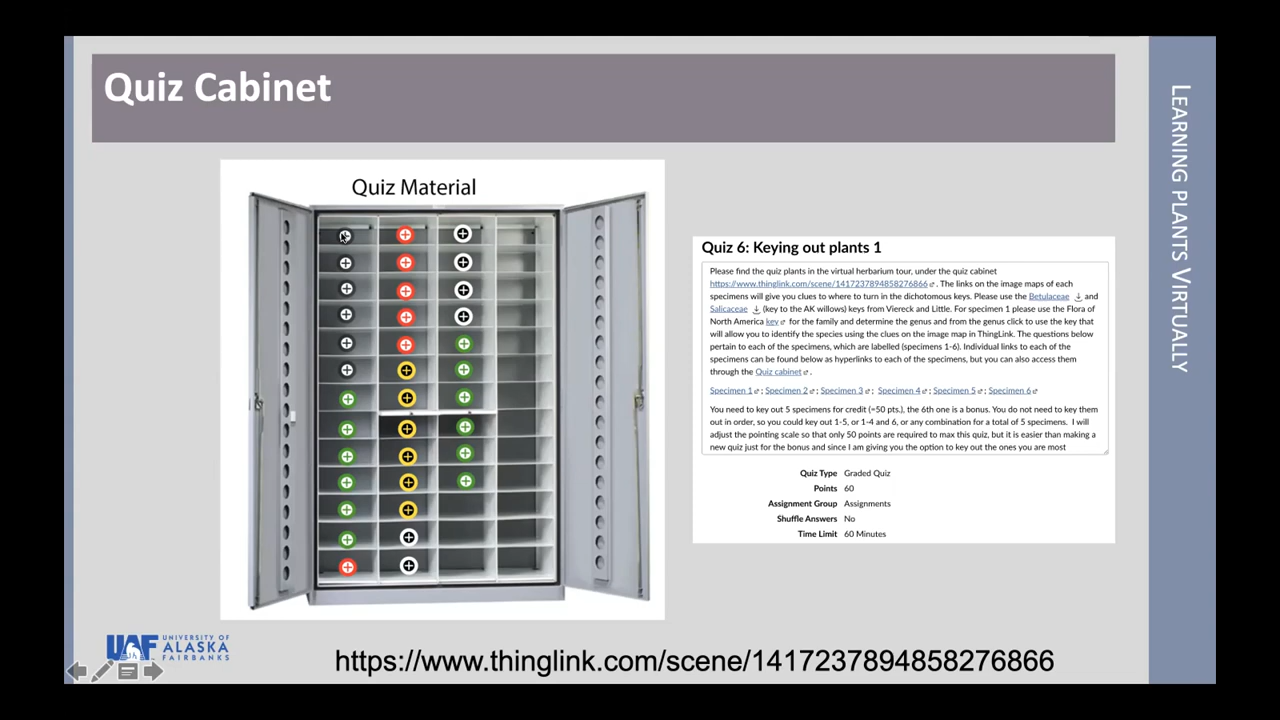 Quiz Cabinet
LEARNING PLANTS VIRTUALLY
Quiz Material
Quiz 6: Keying out plants 1
Please find the quiz plants in the virtual herbarium tour, under the quiz cabinet
https://www.thinglink.com/scene/1417237894858276866 . The links on the image maps of each
specimens will give you clues to where to turn in the dichotomous keys. Please use the Betulaceae and
Salicaceae (key to the AK willows) keys from Viereck and Little. For specimen 1 please use the Flora of
North America key for the family and determine the genus and from the genus click to use the key that
will allow you to identify the species using the clues on the image map in ThingLink. The questions below
pertain to each of the specimens, which are labelled (specimens 1-6). Individual links to each of the
specimens can be found below as hyperlinks to each of the specimens, but you can also access them
through the Quiz cabinet .
Specimen 1 ; Specimen 2 ; Specimen 3 ; Specimen 4 ; Specimen 5 ; Specimen 6
You need to key out 5 specimens for credit (=50 pts.), the 6th one is a bonus. You do not need to key them
out in order, so you could key out 1-5, or 1-4 and 6, or any combination for a total of 5 specimens. I will
adjust the pointing scale so that only 50 points are required to max this quiz, but it is easier than making a
new quiz just for the bonus and since I am giving you the option to key out the ones you are most
Quiz Type Graded Quiz
Points 60
Assignment Group Assignments
Shuffle Answers No
Time Limit 60 Minutes
UAF UNIVERSITY OF
ALASKA
FAIRBANKS
https://www.thinglink.com/scene/1417237894858276866